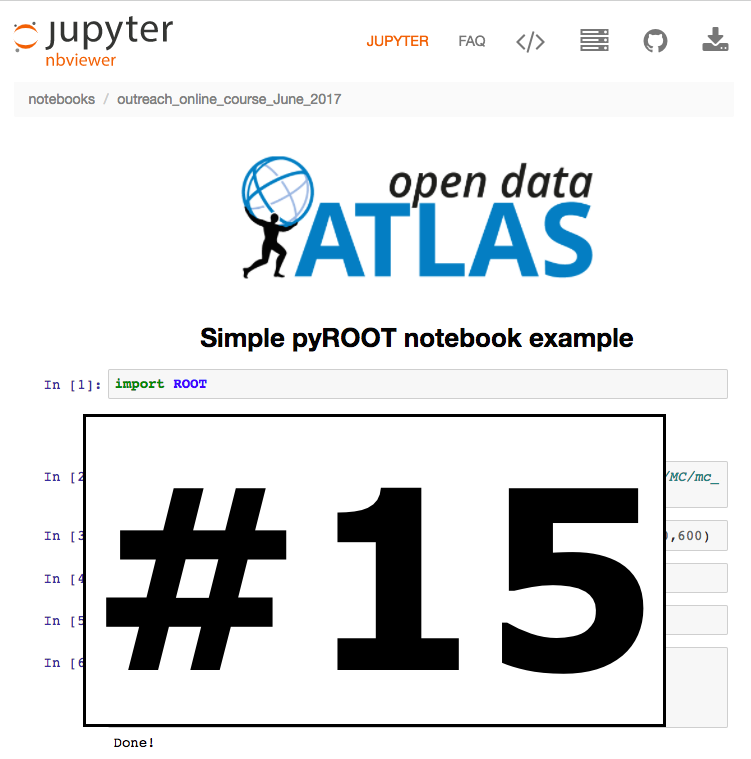 jupyter
nbviewer
JUPYTER FAQ </>
notebooks / outreach_online_course_June_2017
open data
ATLAS
Simple pyROOT notebook example
In [1]: import ROOT
In [2 /MC/mc_
In [3 ,600)
In [4
In [5
In [6
#15
Done!